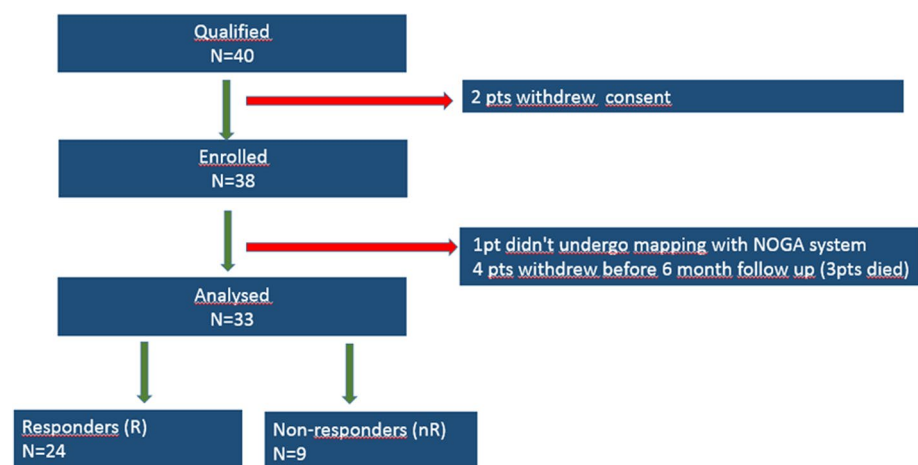 Qualified
N=40
2 pts withdrew consent
Enrolled
N=38
1pt didn't undergo mapping with NOGA system
4 pts withdrew before 6 month follow up (3pts died)
Analysed
N=33
Responders (R)
N=24
Non-responders (nR)
N=9